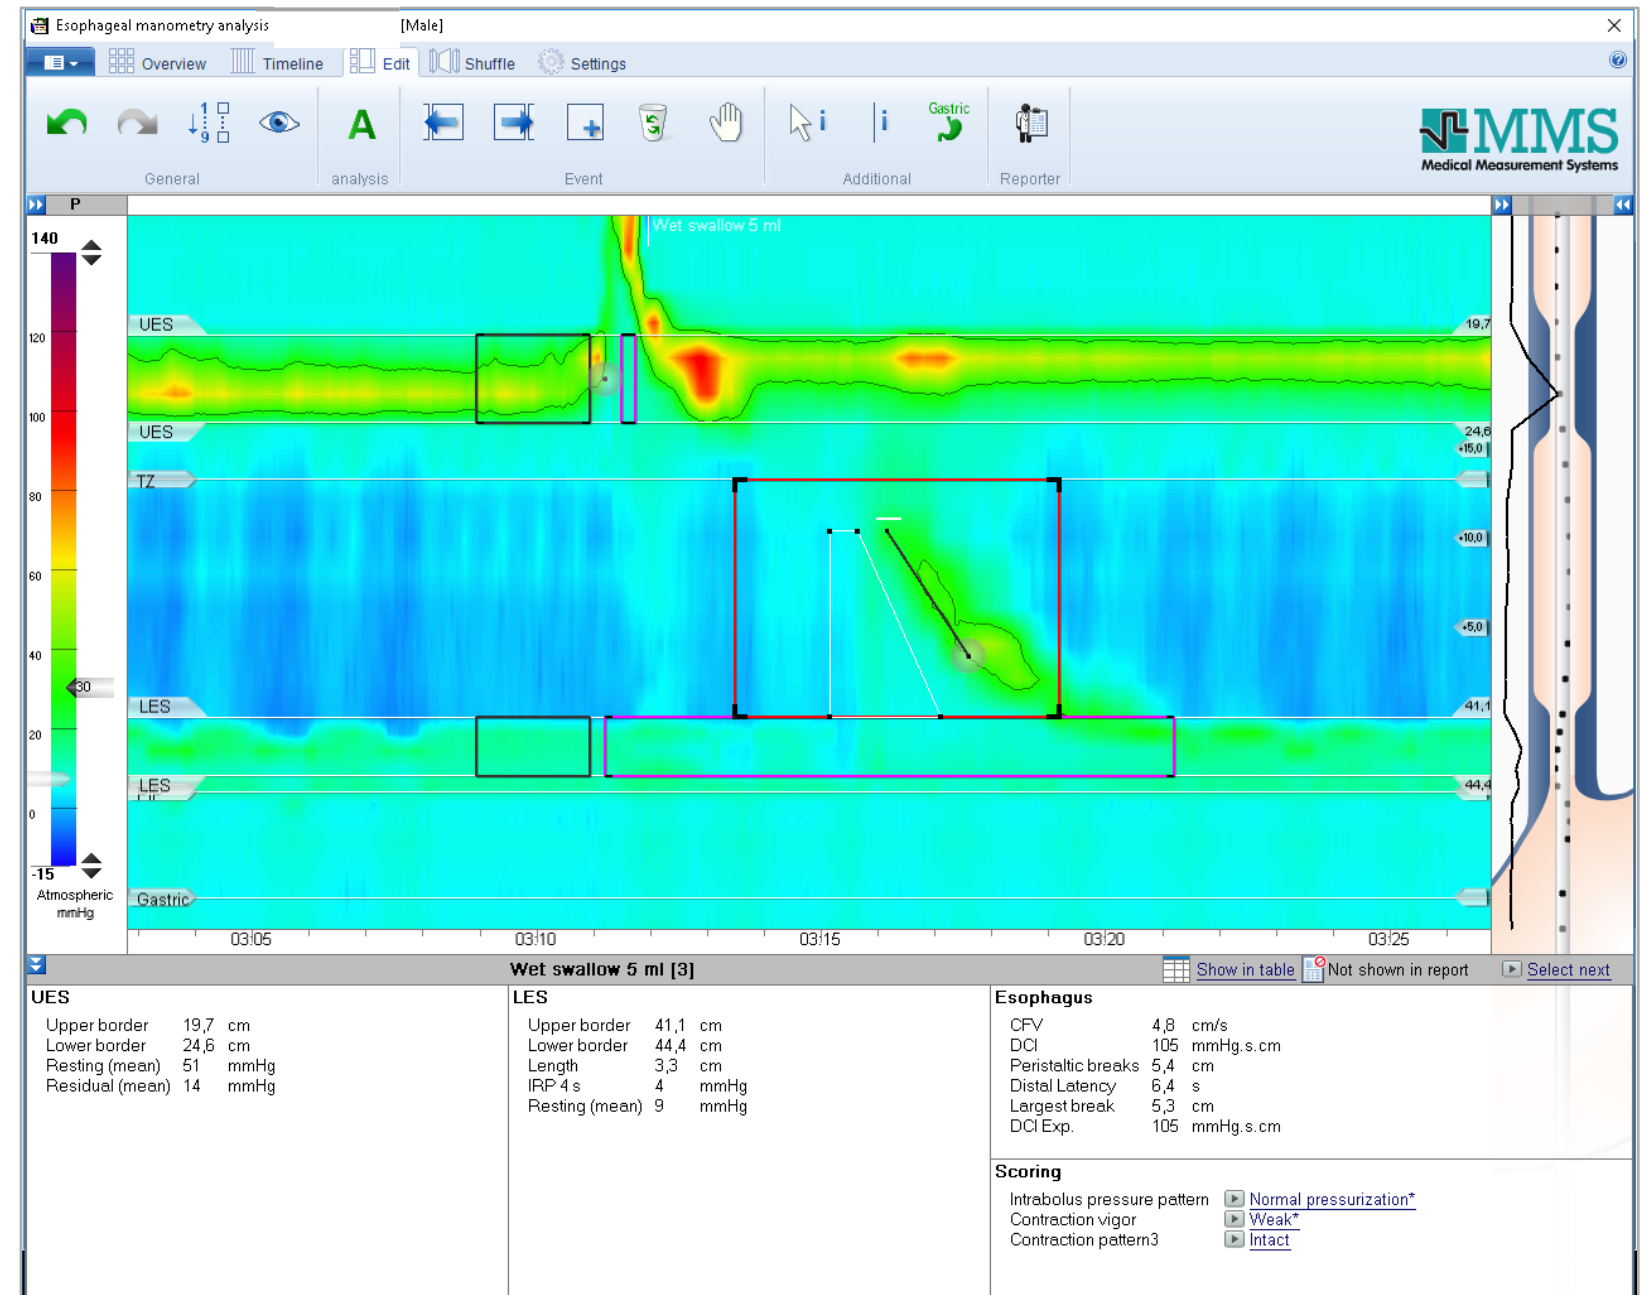 Esophageal manometry analysis [Male]
Overview Timeline Edit Shuffle Settings
1
9
A
i
i
Gastric
General analysis Event Additional Reporter
MMS
Medical Measurement Systems
P
140
120
100
80
60
40
30
20
0
-15
Atmospheric
mmHg
Wet swallow 5 ml
UES 19,7
UES 24,6
+15,0
TZ
+10,0
+5,0
LES 41,1
LES 44,4
Gastric
03:05 03:10 03:15 03:20 03:25
Wet swallow 5 ml [3] Show in table Not shown in report Select next
UES
Upper border 19,7 cm
Lower border 24,6 cm
Resting (mean) 51 mmHg
Residual (mean) 14 mmHg
LES
Upper border 41,1 cm
Lower border 44,4 cm
Length 3,3 cm
IRP 4 s 4 mmHg
Resting (mean) 9 mmHg
Esophagus
CFV 4,8 cm/s
DCI 105 mmHg.s.cm
Peristaltic breaks 5,4 cm
Distal Latency 6,4 s
Largest break 5,3 cm
DCI Exp. 105 mmHg.s.cm
Scoring
Intrabolus pressure pattern Normal pressurization*
Contraction vigor Weak*
Contraction pattern3 Intact